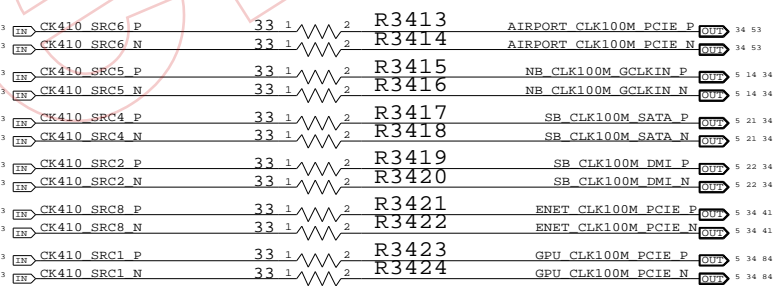 3 IN CK410_SRC6_P 33 1 2 R3413 AIRPORT_CLK100M_PCIE_P OUT 34 53
3 IN CK410_SRC6_N 33 1 2 R3414 AIRPORT_CLK100M_PCIE_N OUT 34 53
3 IN CK410_SRC5_P 33 1 2 R3415 NB_CLK100M_GCLKIN_P OUT 5 14 34
3 IN CK410_SRC5_N 33 1 2 R3416 NB_CLK100M_GCLKIN_N OUT 5 14 34
3 IN CK410_SRC4_P 33 1 2 R3417 SB_CLK100M_SATA_P OUT 5 21 34
3 IN CK410_SRC4_N 33 1 2 R3418 SB_CLK100M_SATA_N OUT 5 21 34
3 IN CK410_SRC2_P 33 1 2 R3419 SB_CLK100M_DMI_P OUT 5 22 34
3 IN CK410_SRC2_N 33 1 2 R3420 SB_CLK100M_DMI_N OUT 5 22 34
3 IN CK410_SRC8_P 33 1 2 R3421 ENET_CLK100M_PCIE_P OUT 5 34 41
3 IN CK410_SRC8_N 33 1 2 R3422 ENET_CLK100M_PCIE_N OUT 5 34 41
3 IN CK410_SRC1_P 33 1 2 R3423 GPU_CLK100M_PCIE_P OUT 5 34 84
3 IN CK410_SRC1_N 33 1 2 R3424 GPU_CLK100M_PCIE_N OUT 5 34 84